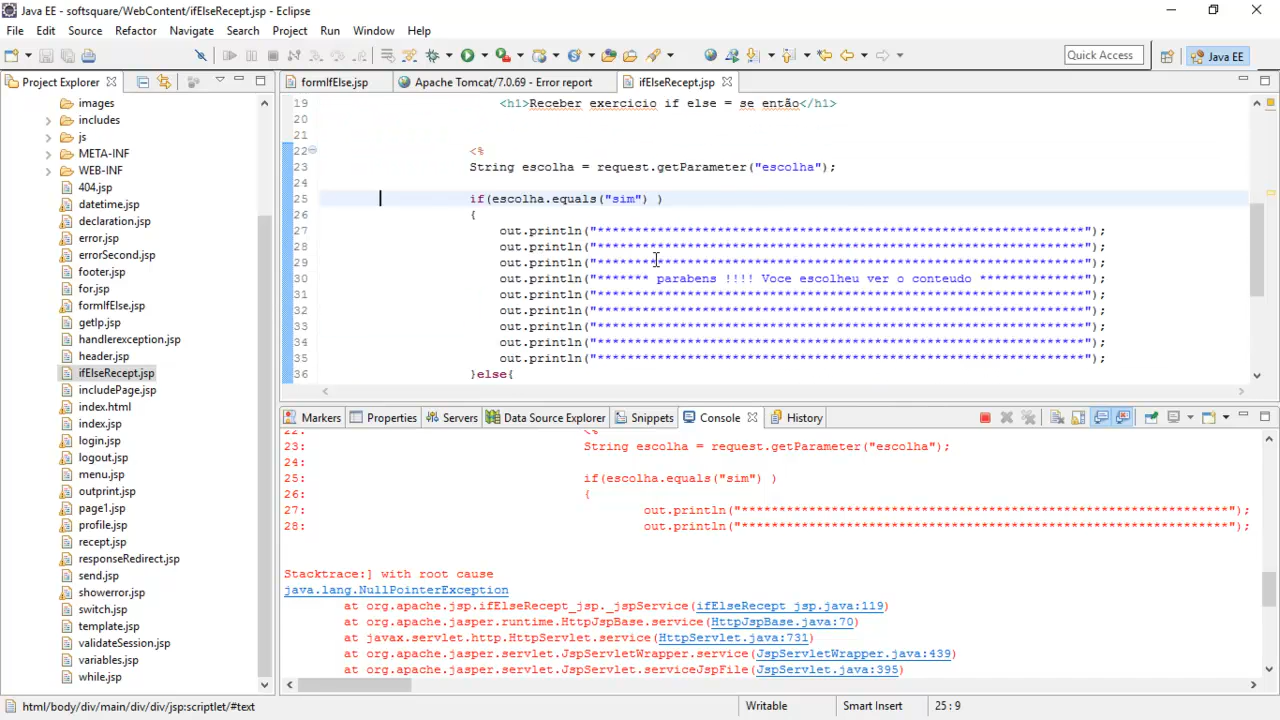 Java EE - softsquare/WebContent/ifElseRecept.jsp - Eclipse
File Edit Source Refactor Navigate Search Project Run Window Help
Quick Access
Java EE
Project Explorer
formIfElse.jsp
Apache Tomcat/7.0.69 - Error report
ifElseRecept.jsp
images
includes
js
META-INF
WEB-INF
404.jsp
datetime.jsp
declaration.jsp
error.jsp
errorSecond.jsp
footer.jsp
for.jsp
formIfElse.jsp
getIp.jsp
handlerexception.jsp
header.jsp
ifElseRecept.jsp
includePage.jsp
index.html
index.jsp
login.jsp
logout.jsp
menu.jsp
outprint.jsp
page1.jsp
profile.jsp
recept.jsp
responseRedirect.jsp
send.jsp
showerror.jsp
switch.jsp
template.jsp
validateSession.jsp
variables.jsp
while.jsp
19 <h1>Receber exercicio if else = se então</h1>
20
21
22 <%
23 String escolha = request.getParameter("escolha");
24
25 if(escolha.equals("sim") )
26 {
27 out.println("*****************************************************************");
28 out.println("*****************************************************************");
29 out.println("*****************************************************************");
30 out.println("******* parabens !!!! Voce escolheu ver o conteudo **************");
31 out.println("*****************************************************************");
32 out.println("*****************************************************************");
33 out.println("*****************************************************************");
34 out.println("*****************************************************************");
35 out.println("*****************************************************************");
36 }else{
Markers Properties Servers Data Source Explorer Snippets Console History
22: <%
23: String escolha = request.getParameter("escolha");
24:
25: if(escolha.equals("sim") )
26: {
27: out.println("*****************************************************************");
28: out.println("*****************************************************************");
Stacktrace:] with root cause
java.lang.NullPointerException
at org.apache.jsp.ifElseRecept_jsp._jspService(ifElseRecept_jsp.java:119)
at org.apache.jasper.runtime.HttpJspBase.service(HttpJspBase.java:70)
at javax.servlet.http.HttpServlet.service(HttpServlet.java:731)
at org.apache.jasper.servlet.JspServletWrapper.service(JspServletWrapper.java:439)
at org.apache.jasper.servlet.JspServlet.serviceJspFile(JspServlet.java:395)
html/body/div/main/div/div/jsp:scriptlet/#text
Writable
Smart Insert
25 : 9